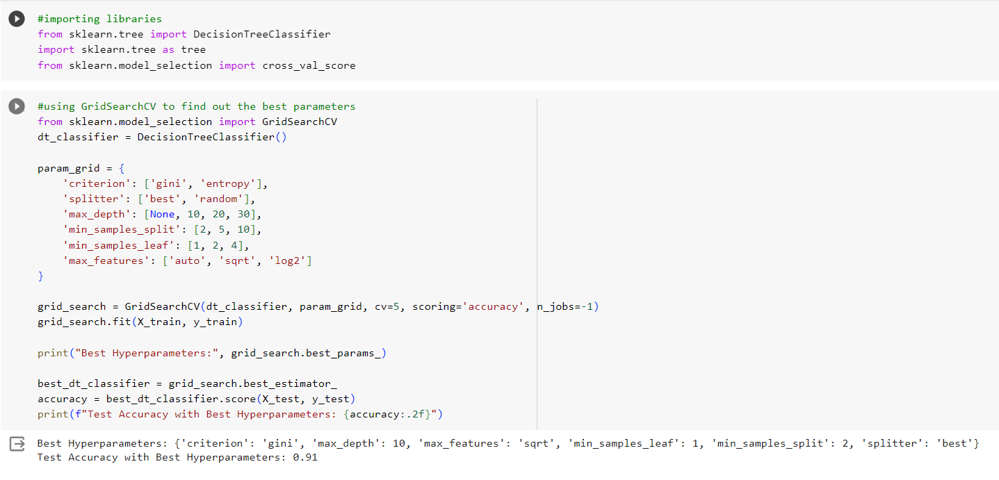 #importing libraries
from sklearn.tree import DecisionTreeClassifier
import sklearn.tree as tree
from sklearn.model_selection import cross_val_score
#using GridSearchCV to find out the best parameters
from sklearn.model_selection import GridSearchCV
dt_classifier = DecisionTreeClassifier()
param_grid = {
    'criterion': ['gini', 'entropy'],
    'splitter': ['best', 'random'],
    'max_depth': [None, 10, 20, 30],
    'min_samples_split': [2, 5, 10],
    'min_samples_leaf': [1, 2, 4],
    'max_features': ['auto', 'sqrt', 'log2']
}
grid_search = GridSearchCV(dt_classifier, param_grid, cv=5, scoring='accuracy', n_jobs=-1)
grid_search.fit(X_train, y_train)
print("Best Hyperparameters:", grid_search.best_params_)
best_dt_classifier = grid_search.best_estimator_
accuracy = best_dt_classifier.score(X_test, y_test)
print(f"Test Accuracy with Best Hyperparameters: {accuracy:.2f}")
Best Hyperparameters: {'criterion': 'gini', 'max_depth': 10, 'max_features': 'sqrt', 'min_samples_leaf': 1, 'min_samples_split': 2, 'splitter': 'best'}
Test Accuracy with Best Hyperparameters: 0.91